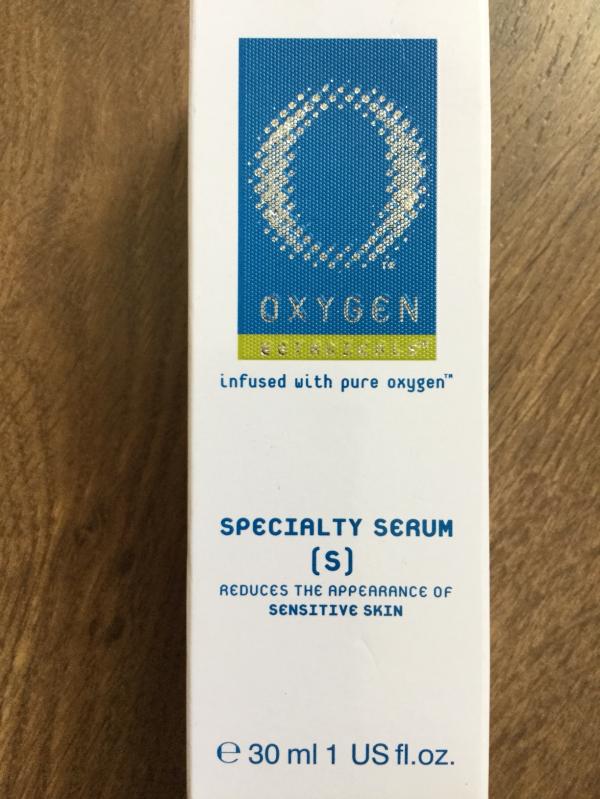 OXYGEN
BOTANICALS™
infused with pure oxygen™
SPECIALTY SERUM
(S)
REDUCES THE APPEARANCE OF
SENSITIVE SKIN
℮ 30 ml 1 US fl.oz.